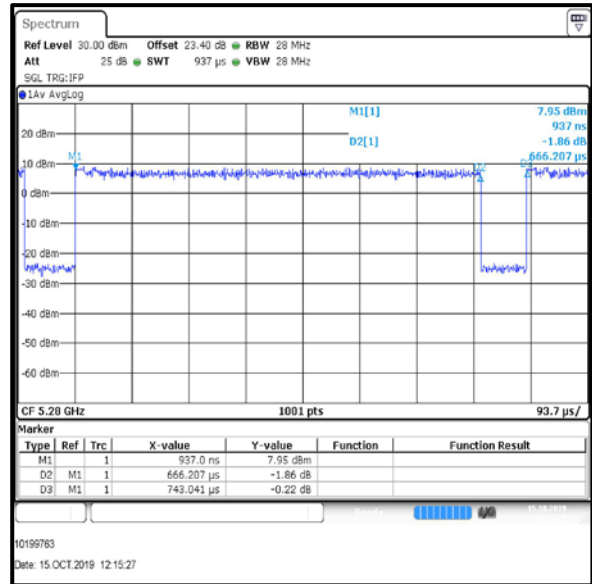 Spectrum
Ref Level 30.00 dBm Offset 23.40 dB RBW 28 MHz
Att 25 dB SWT 937 µs VBW 28 MHz
SGL TRG:IFP
1Av AvgLog
M1[1] 7.95 dBm
937 ns
D2[1] -1.86 dB
666.207 µs
20 dBm
10 dBm
M1
D2
D3
0 dBm
-10 dBm
-20 dBm
-30 dBm
-40 dBm
-50 dBm
-60 dBm
CF 5.28 GHz 1001 pts 93.7 µs/
Marker
Type Ref Trc X-value Y-value Function Function Result
M1 1 937.0 ns 7.95 dBm
D2 M1 1 666.207 µs -1.86 dB
D3 M1 1 743.041 µs -0.22 dB
10199763
Date: 15.OCT.2019 12:15:27